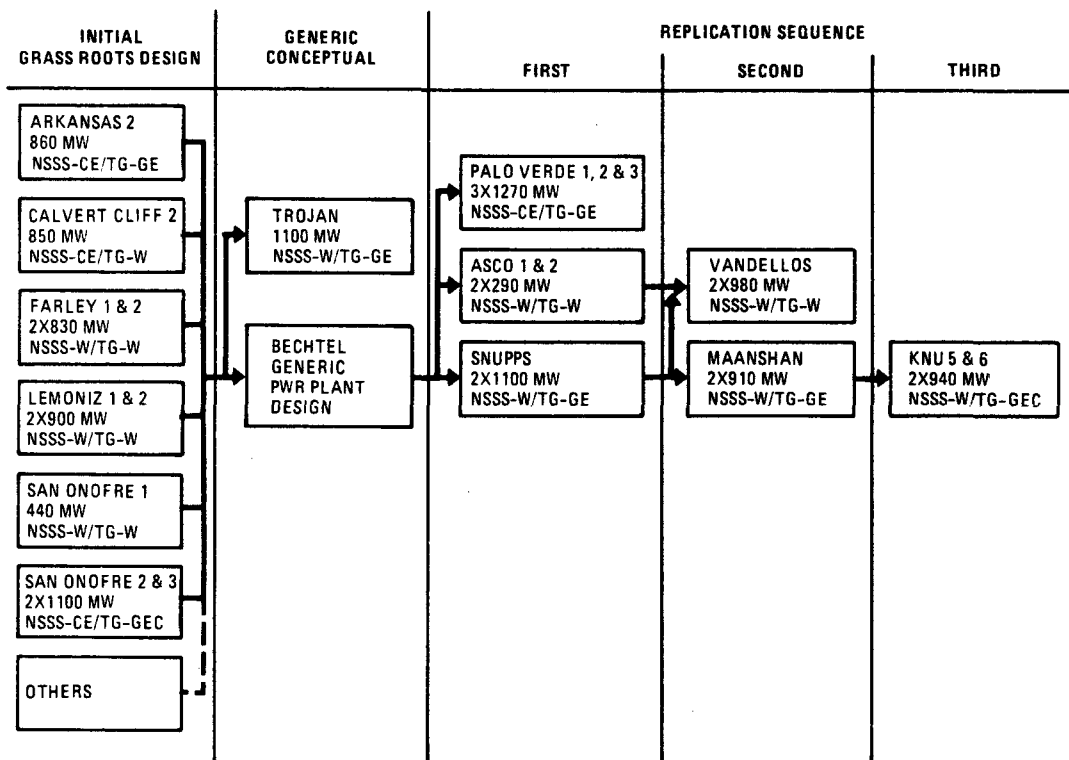 INITIAL
GRASS ROOTS DESIGN
GENERIC
CONCEPTUAL
REPLICATION SEQUENCE
FIRST
SECOND
THIRD
ARKANSAS 2
860 MW
NSSS-CE/TG-GE
CALVERT CLIFF 2
850 MW
NSSS-CE/TG-W
FARLEY 1 & 2
2X830 MW
NSSS-W/TG-W
LEMONIZ 1 & 2
2X900 MW
NSSS-W/TG-W
SAN ONOFRE 1
440 MW
NSSS-W/TG-W
SAN ONOFRE 2 & 3
2X1100 MW
NSSS-CE/TG-GEC
OTHERS
TROJAN
1100 MW
NSSS-W/TG-GE
BECHTEL
GENERIC
PWR PLANT
DESIGN
PALO VERDE 1, 2 & 3
3X1270 MW
NSSS-CE/TG-GE
ASCO 1 & 2
2X290 MW
NSSS-W/TG-W
SNUPPS
2X1100 MW
NSSS-W/TG-GE
VANDELLOS
2X980 MW
NSSS-W/TG-W
MAANSHAN
2X910 MW
NSSS-W/TG-GE
KNU 5 & 6
2X940 MW
NSSS-W/TG-GEC